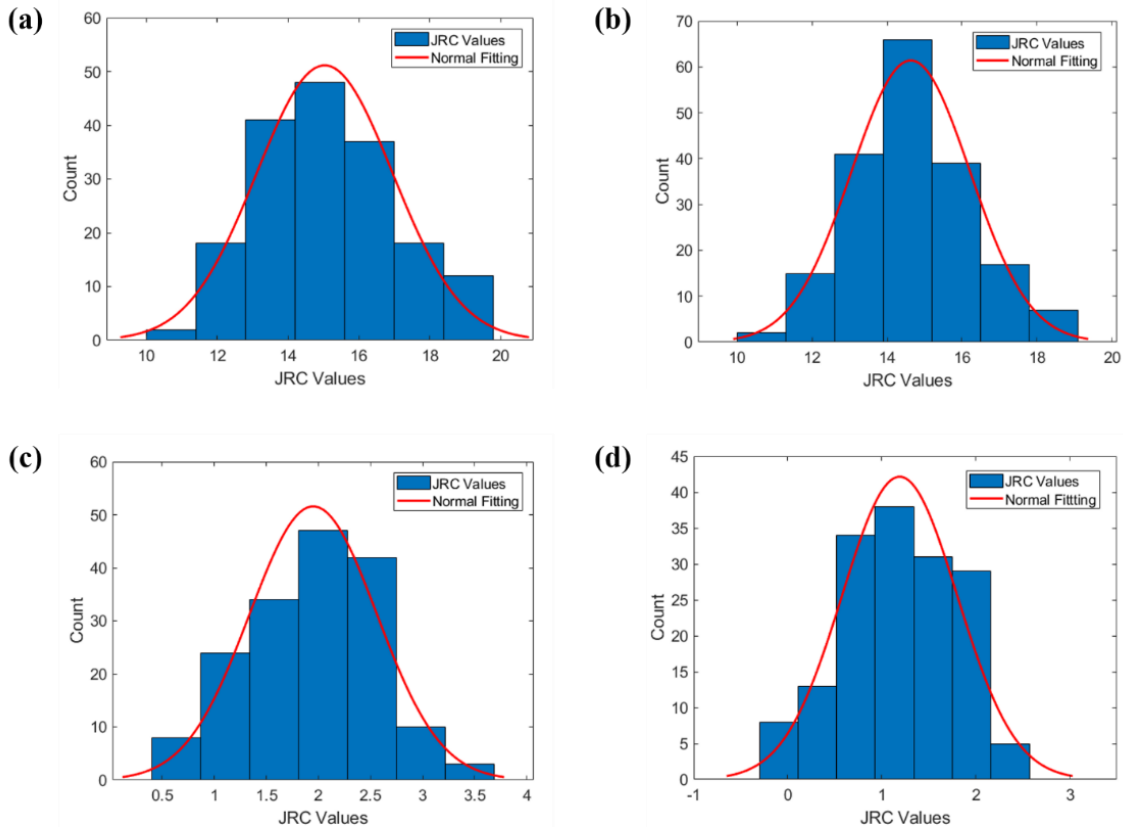 (a)
60
50
40
30
20
10
0
Count
10 12 14 16 18 20
JRC Values
JRC Values
Normal Fitting
(b)
70
60
50
40
30
20
10
0
Count
10 12 14 16 18 20
JRC Values
JRC Values
Normal Fitting
(c)
60
50
40
30
20
10
0
Count
0.5 1 1.5 2 2.5 3 3.5 4
JRC Values
JRC Values
Normal Fitting
(d)
45
40
35
30
25
20
15
10
5
0
Count
-1 0 1 2 3
JRC Values
JRC Values
Normal Fittting